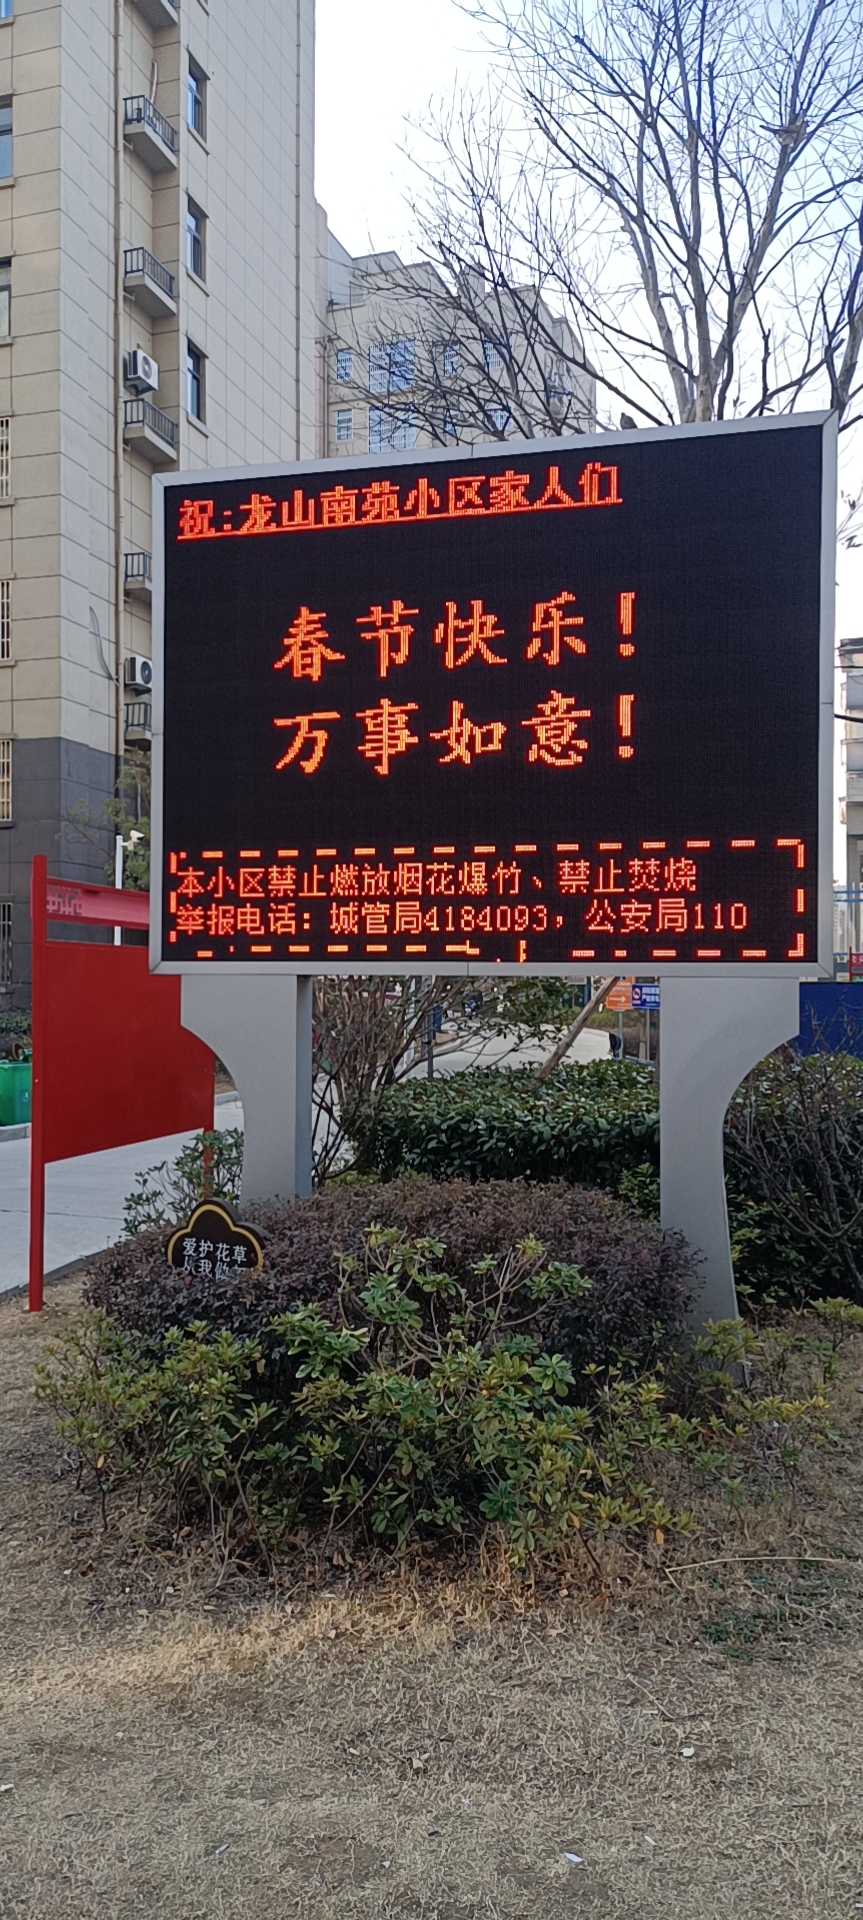 祝:龙山南苑小区家人们
春节快乐!
万事如意!
本小区禁止燃放烟花爆竹、禁止焚烧
举报电话：城管局4184093，公安局110
爱护花草
从我做